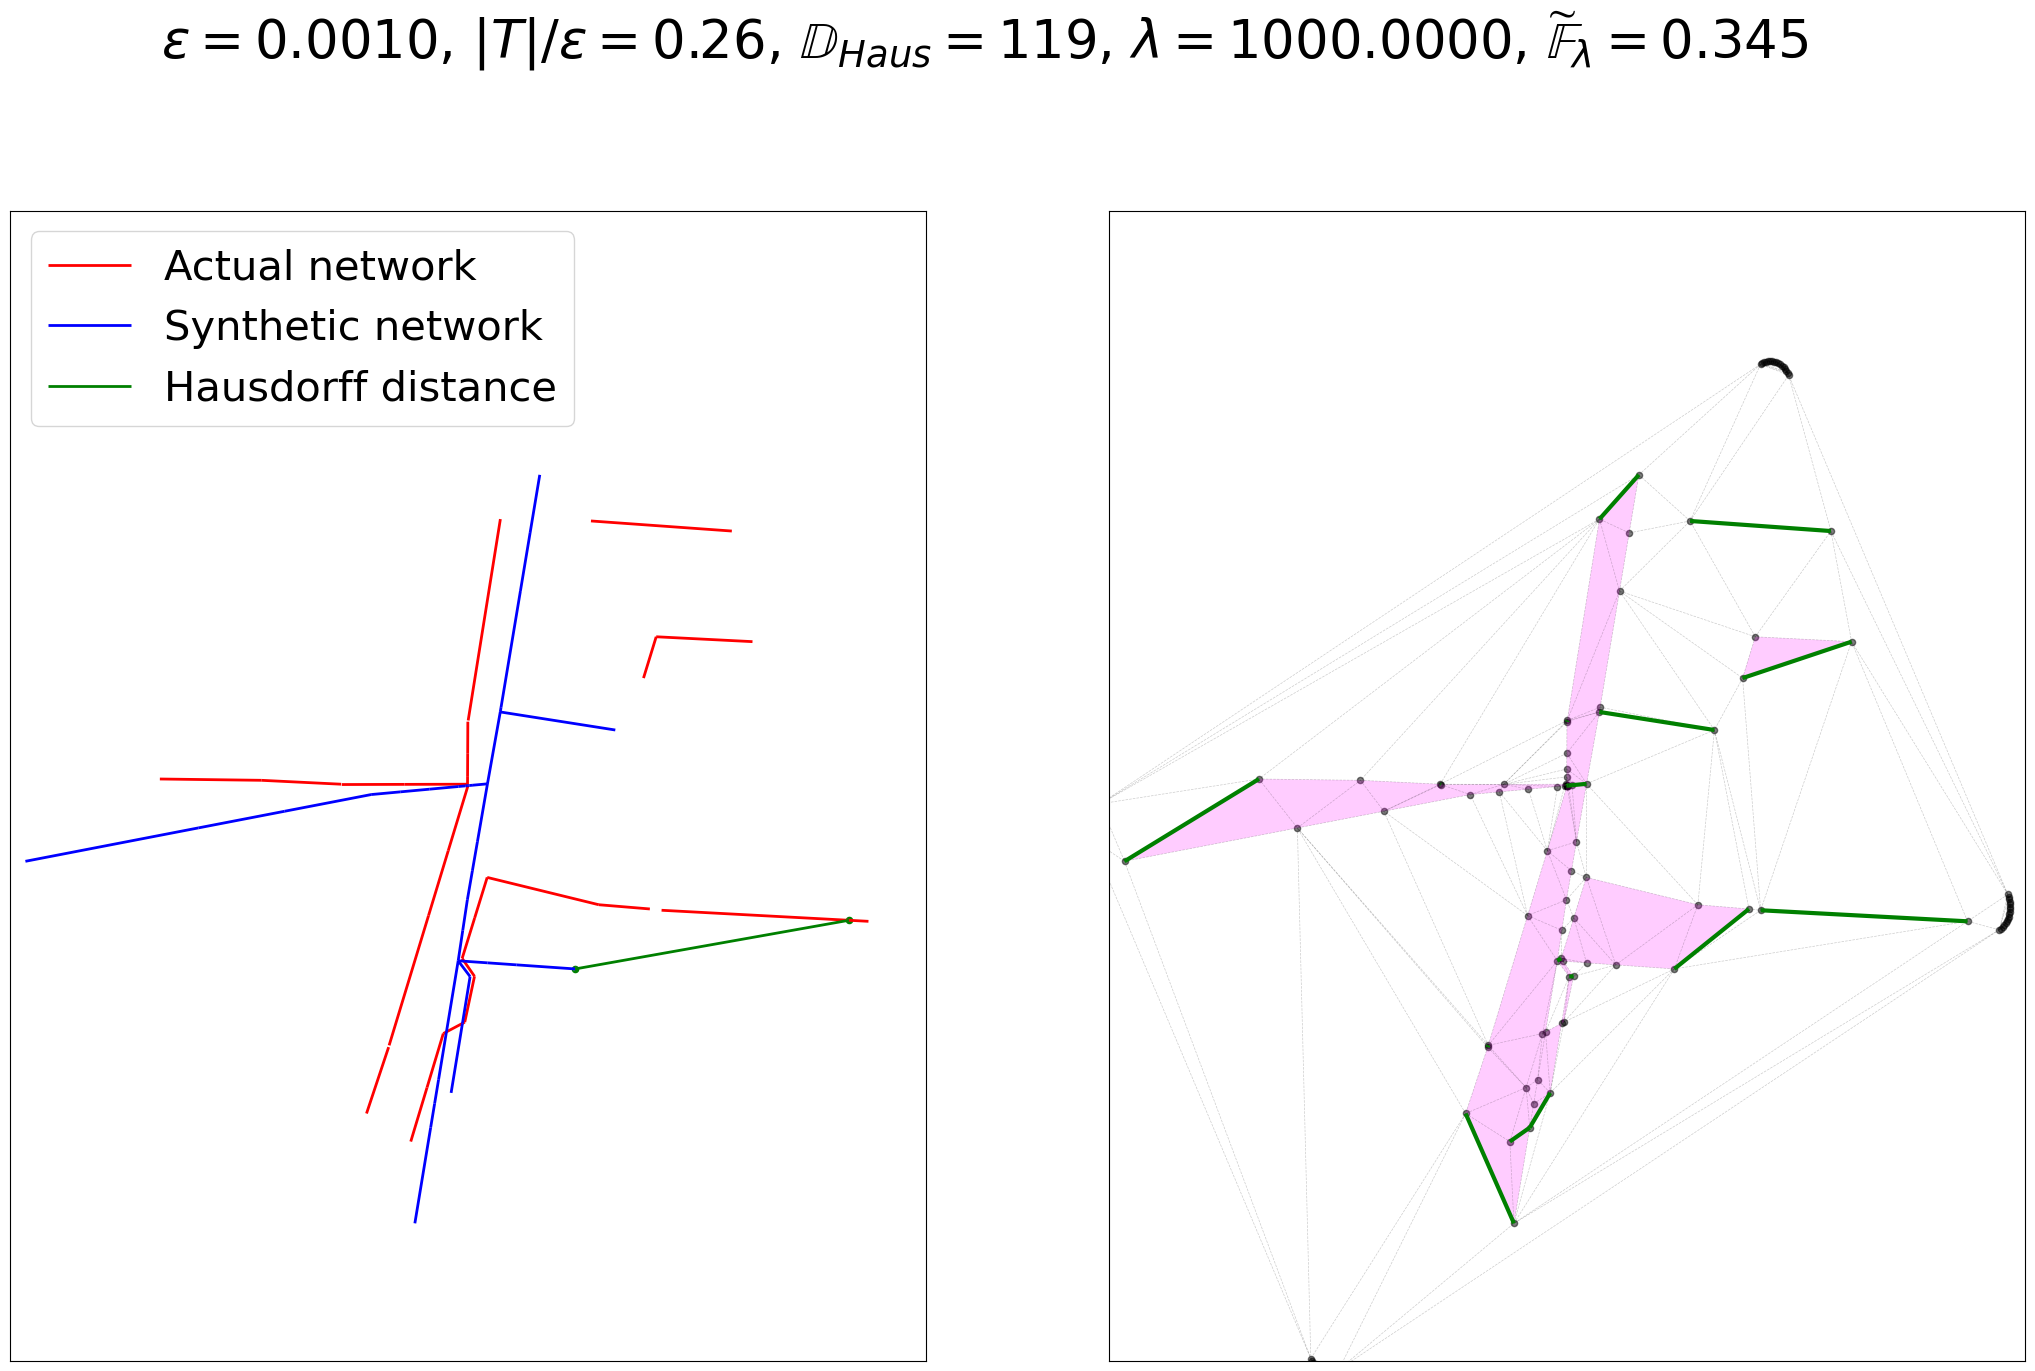 ε = 0.0010, |T|/ε = 0.26, 𝔻_Haus = 119, λ = 1000.0000, 𝔽̃_λ = 0.345
Actual network
Synthetic network
Hausdorff distance